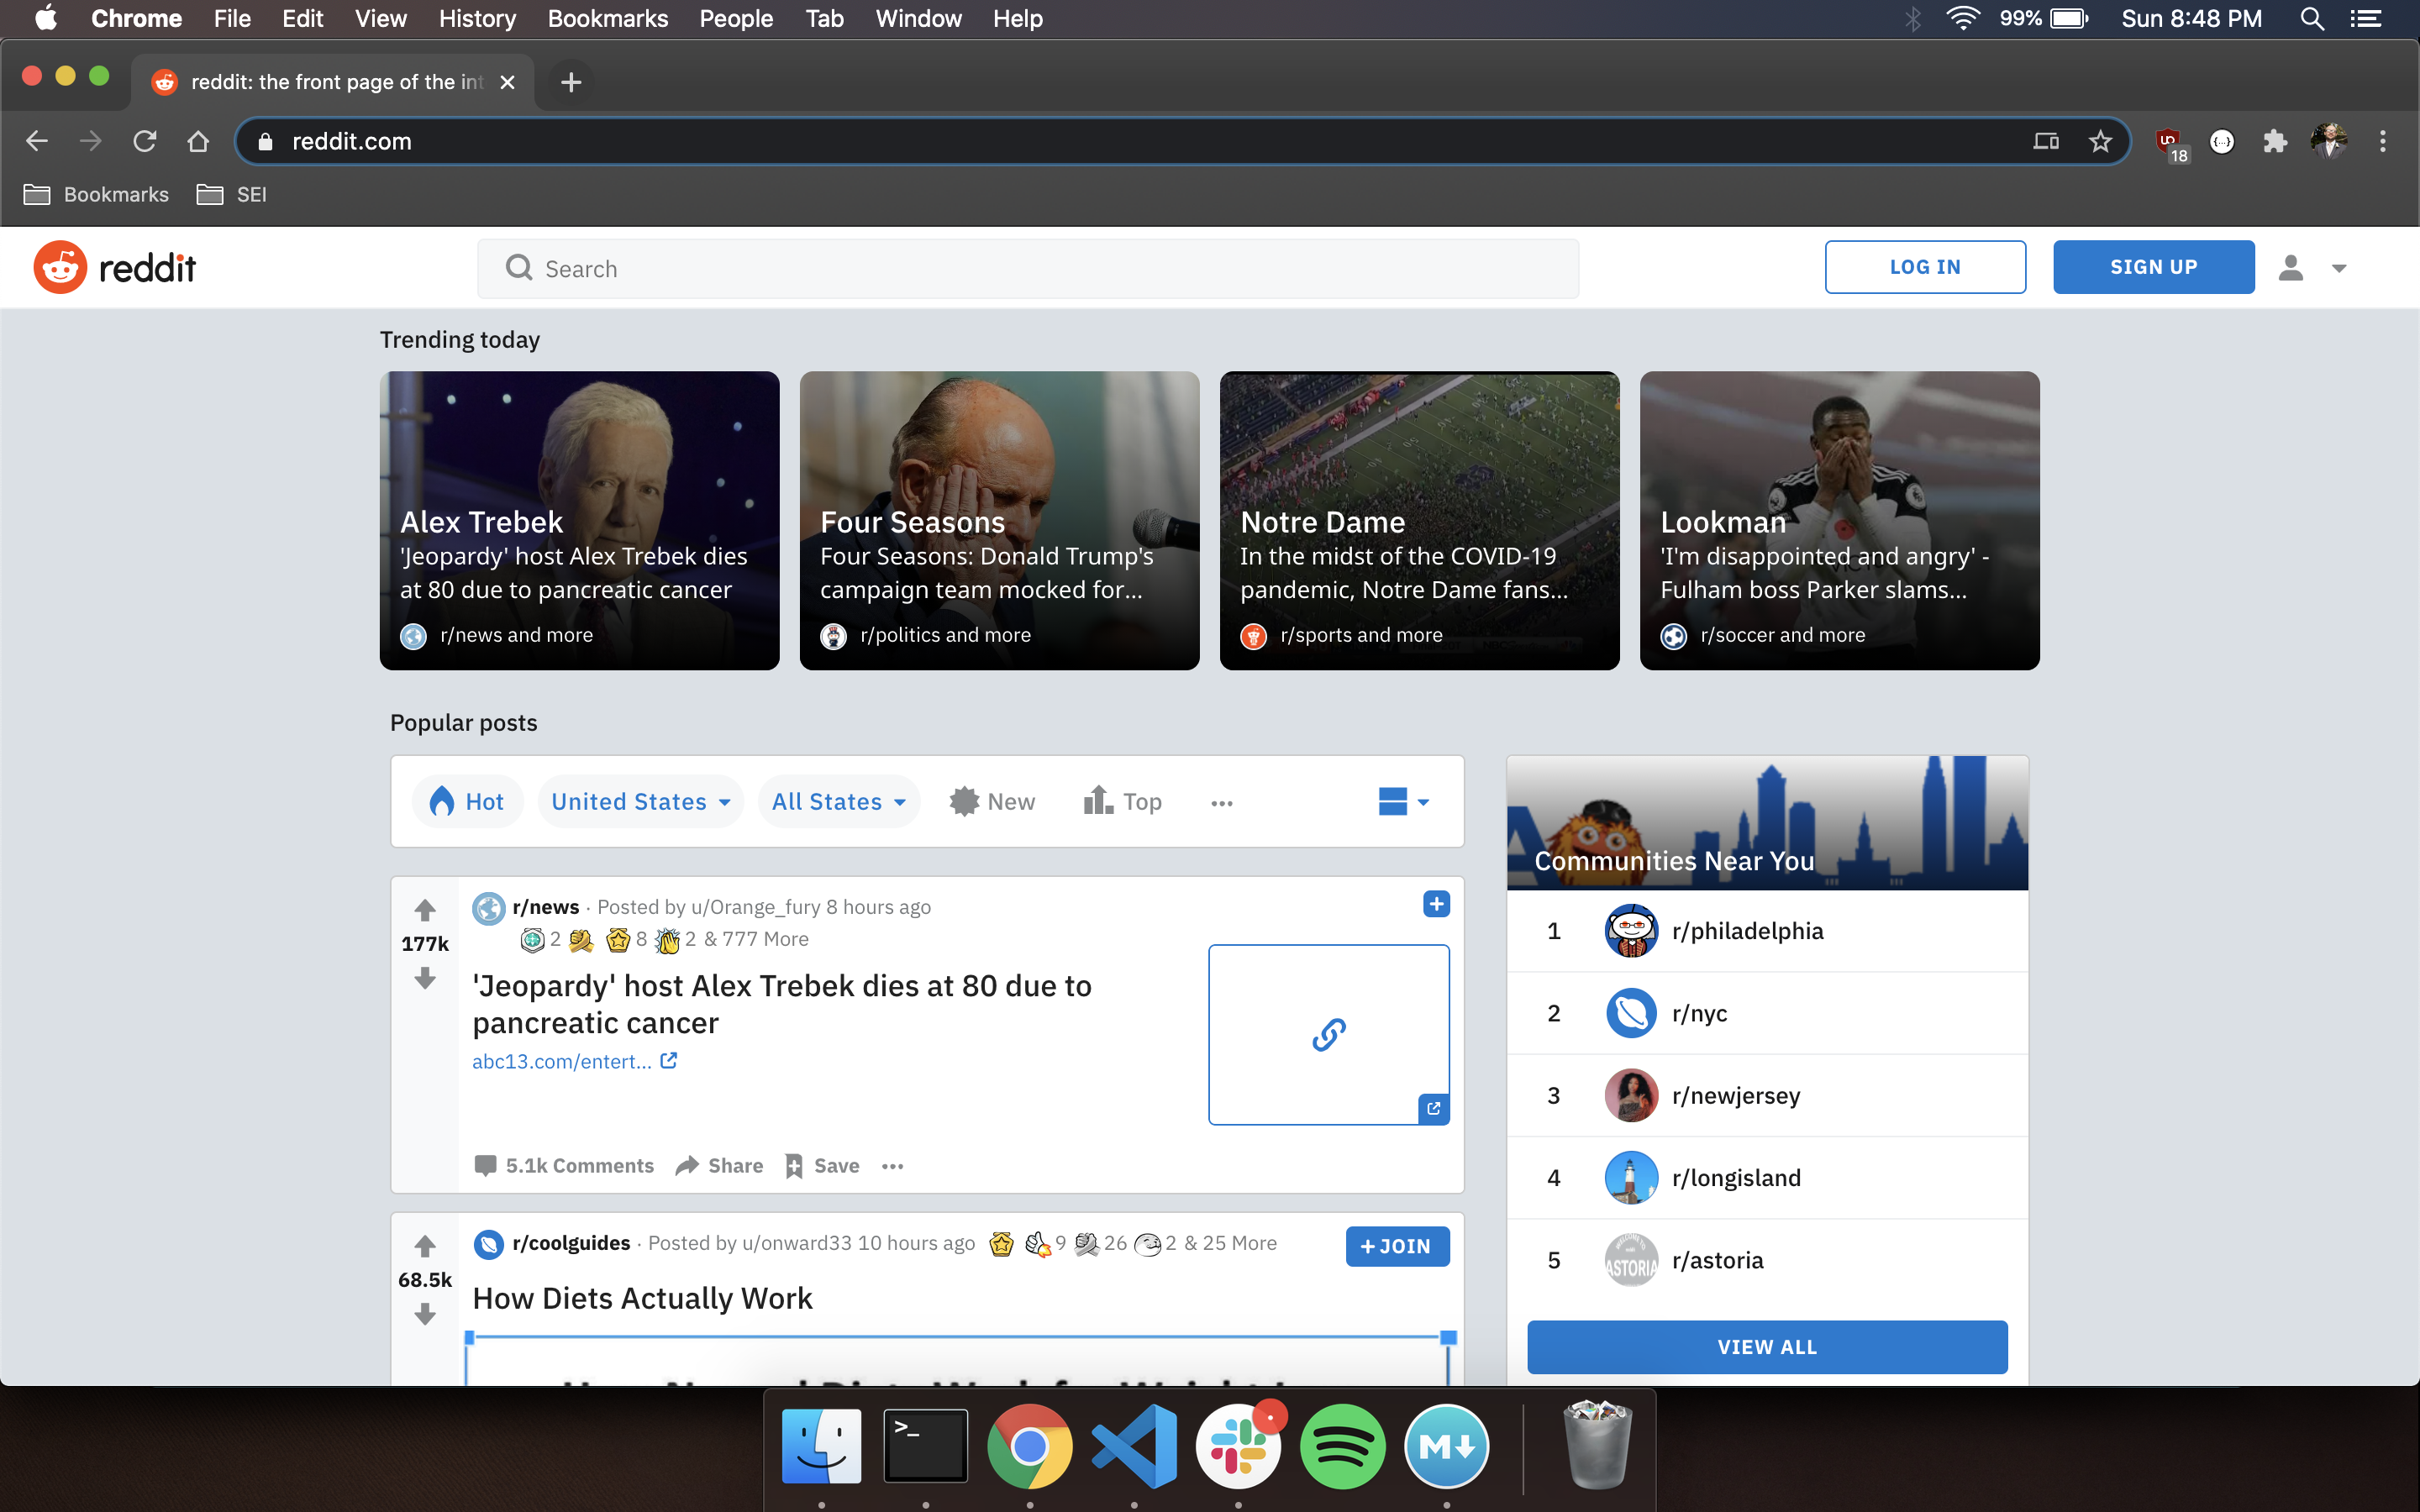 Chrome File Edit View History Bookmarks People Tab Window Help 99% Sun 8:48 PM
reddit: the front page of the int
reddit.com
18
Bookmarks SEI
reddit Search LOG IN SIGN UP
Trending today
Alex Trebek
'Jeopardy' host Alex Trebek dies
at 80 due to pancreatic cancer
r/news and more
Four Seasons
Four Seasons: Donald Trump's
campaign team mocked for...
r/politics and more
Notre Dame
In the midst of the COVID-19
pandemic, Notre Dame fans...
r/sports and more
Lookman
'I'm disappointed and angry' -
Fulham boss Parker slams...
r/soccer and more
Popular posts
Hot United States All States New Top ...
177k
r/news · Posted by u/Orange_fury 8 hours ago
2 8 2 & 777 More
'Jeopardy' host Alex Trebek dies at 80 due to
pancreatic cancer
abc13.com/entert...
5.1k Comments Share Save ...
68.5k
r/coolguides · Posted by u/onward33 10 hours ago 9 26 2 & 25 More
+ JOIN
How Diets Actually Work
Communities Near You
1 r/philadelphia
2 r/nyc
3 r/newjersey
4 r/longisland
5 r/astoria
ASTORIA
VIEW ALL
>_
M